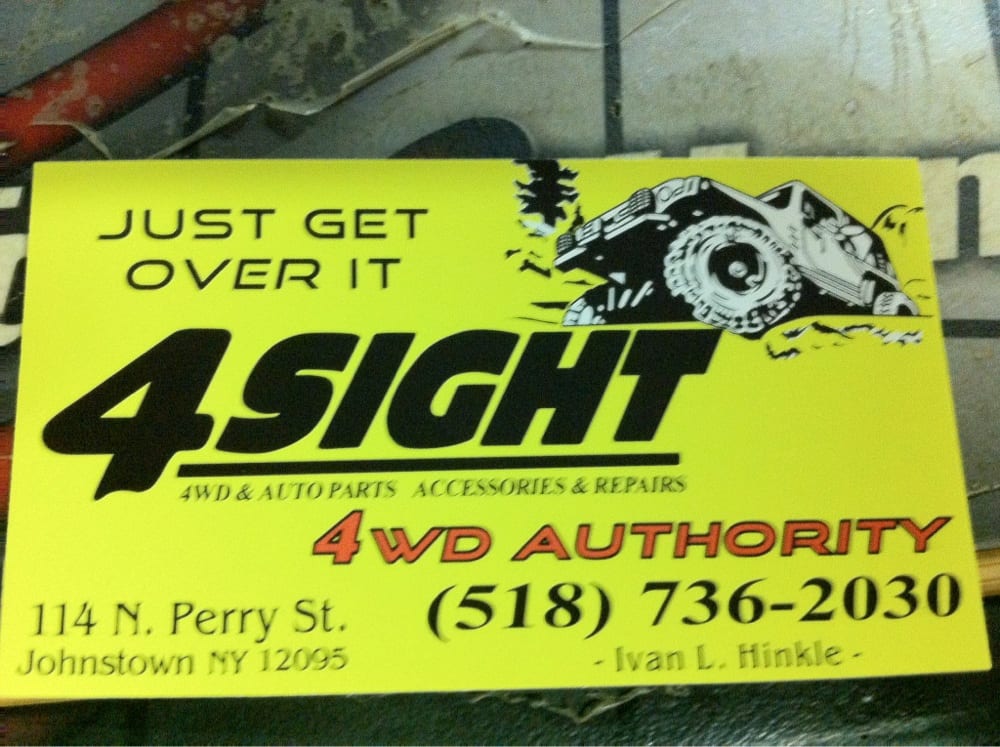 JUST GET
OVER IT
4SIGHT
4WD & AUTO PARTS ACCESSORIES & REPAIRS
4WD AUTHORITY
(518) 736-2030
114 N. Perry St.
Johnstown NY 12095
- Ivan L. Hinkle -